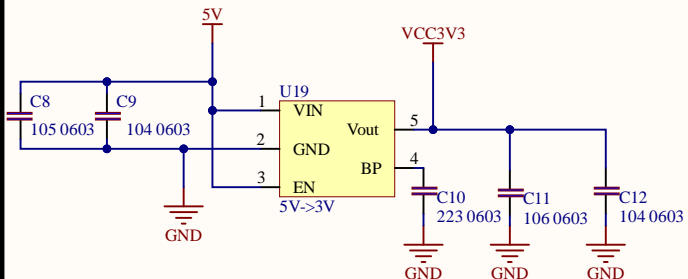 5V
VCC3V3
U19
C8
105 0603
C9
104 0603
1
VIN
2
GND
3
EN
Vout
5
BP
4
5V->3V
C10
223 0603
C11
106 0603
C12
104 0603
GND
GND
GND
GND